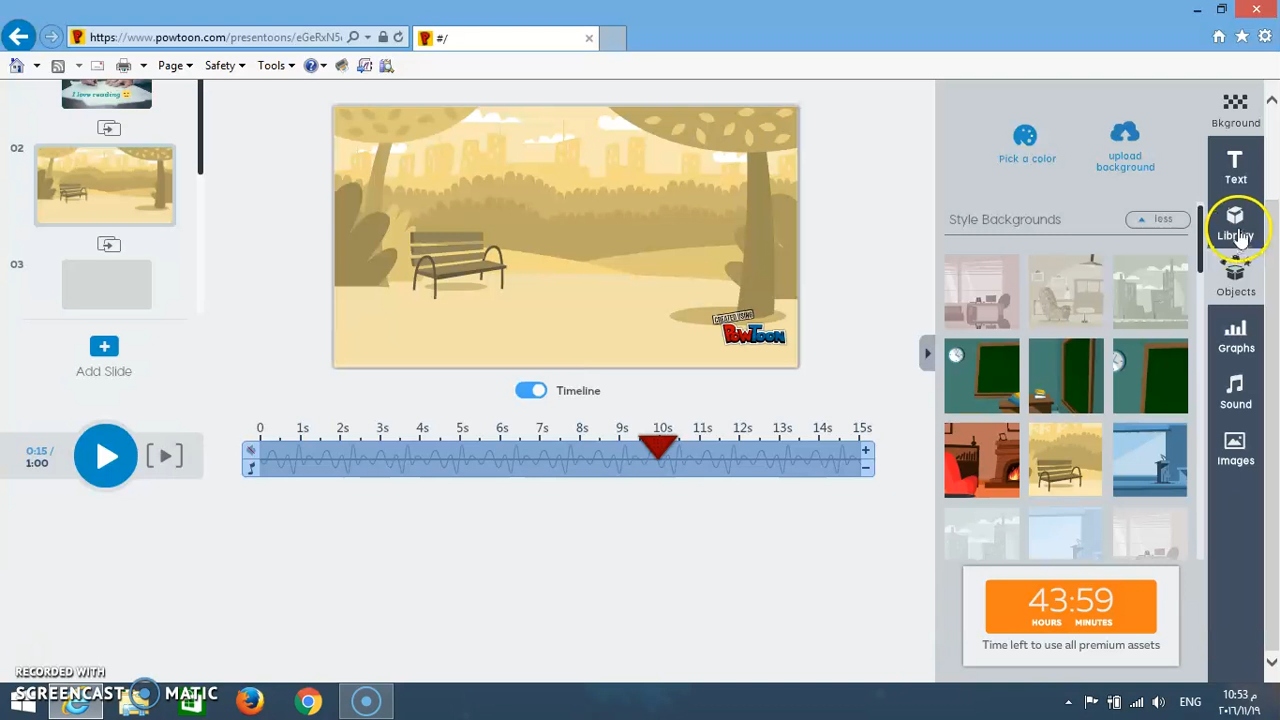 https://www.powtoon.com/presentoons/eGeRxN5
#/
Page
Safety
Tools
I love reading
02
03
Add Slide
0:15 /
1:00
CREATED USING
PowToon
Timeline
0 1s 2s 3s 4s 5s 6s 7s 8s 9s 10s 11s 12s 13s 14s 15s
Pick a color
upload
background
Style Backgrounds
less
43:59
HOURS MINUTES
Time left to use all premium assets
Bkground
Text
Library
Objects
Graphs
Sound
Images
RECORDED WITH
SCREENCAST MATIC
ENG
10:53 م
٢٠١٦/١١/١٩